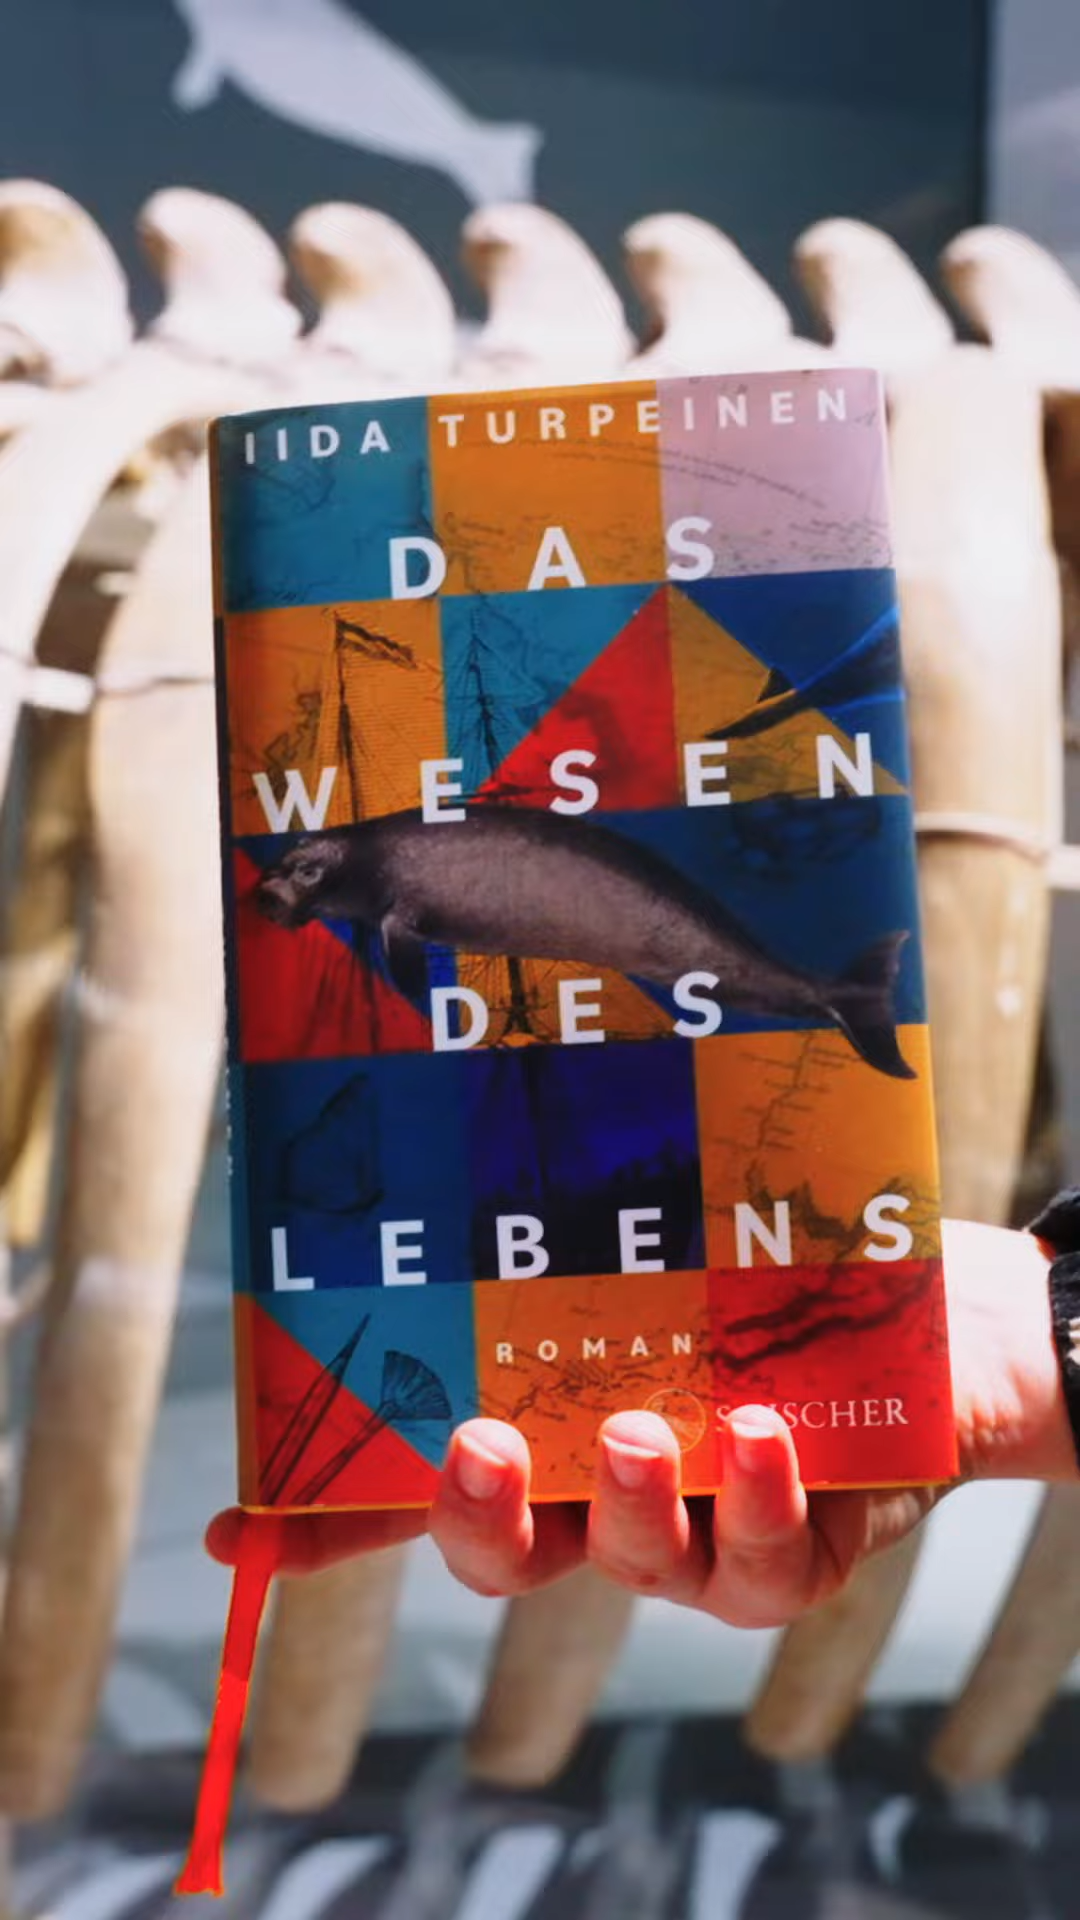 IIDA TURPEINEN
DAS
WESEN
DES
LEBENS
ROMAN